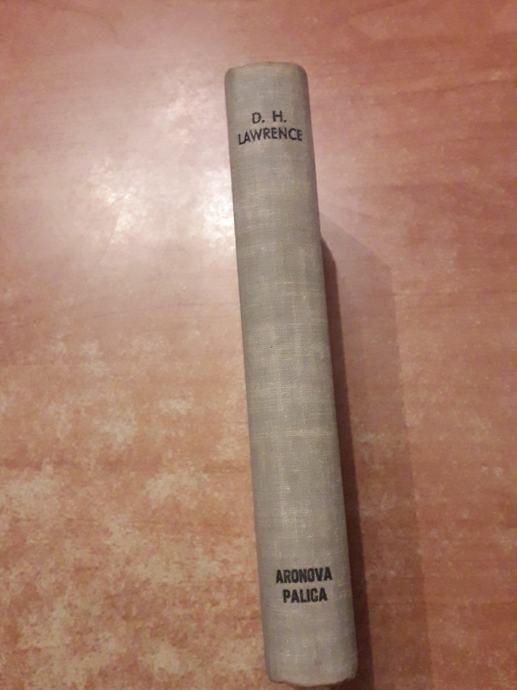 D. H.
LAWRENCE
ARONOVA
PALICA